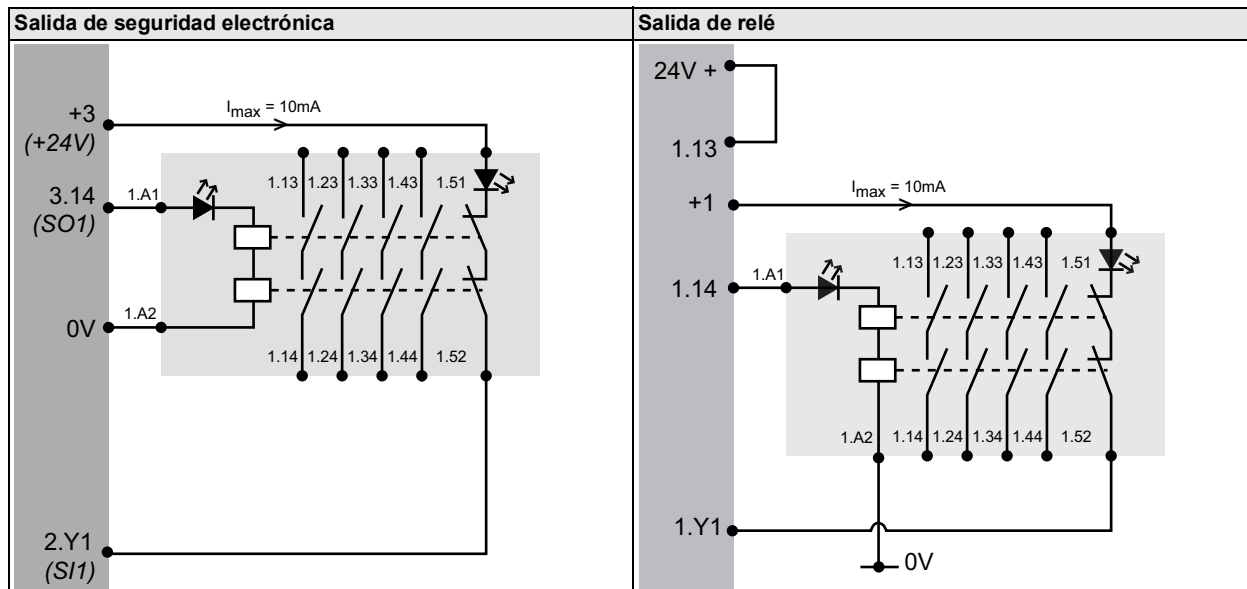 Salida de seguridad electrónica
Salida de relé
+3
(+24V)
Imax = 10mA
1.13 1.23 1.33 1.43 1.51
3.14
(SO1)
1.A1
0V
1.A2
1.14 1.24 1.34 1.44 1.52
2.Y1
(SI1)
24V +
1.13
+1
Imax = 10mA
1.13 1.23 1.33 1.43 1.51
1.14
1.A1
1.A2
1.14 1.24 1.34 1.44 1.52
1.Y1
0V